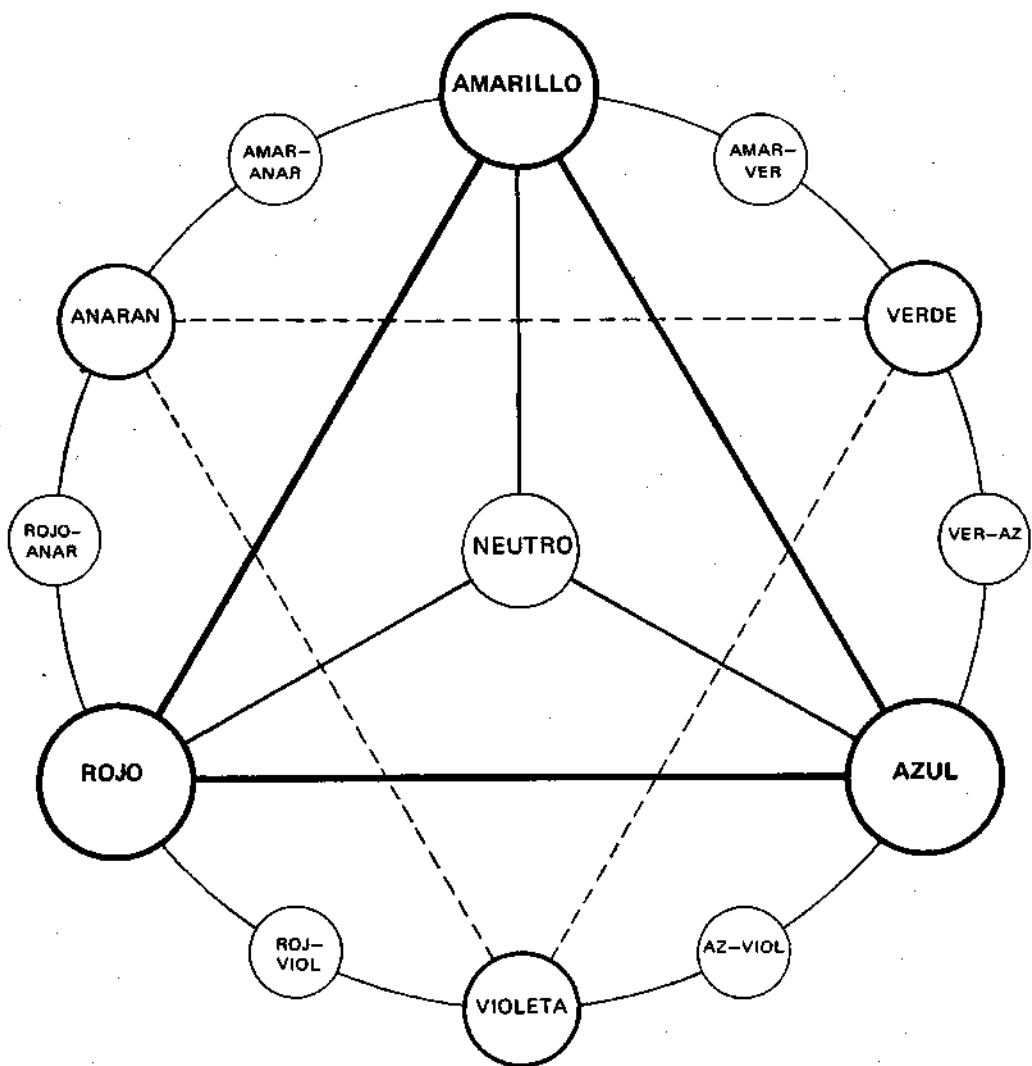 AMARILLO
AMAR-
ANAR
AMAR-
VER
ANARAN
VERDE
ROJO-
ANAR
NEUTRO
VER-AZ
ROJO
AZUL
ROJ-
VIOL
AZ-VIOL
VIOLETA